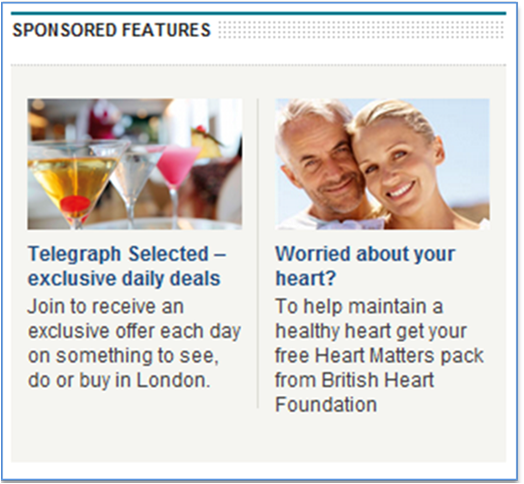 SPONSORED FEATURES
Telegraph Selected –
exclusive daily deals
Join to receive an
exclusive offer each day
on something to see,
do or buy in London.
Worried about your
heart?
To help maintain a
healthy heart get your
free Heart Matters pack
from British Heart
Foundation